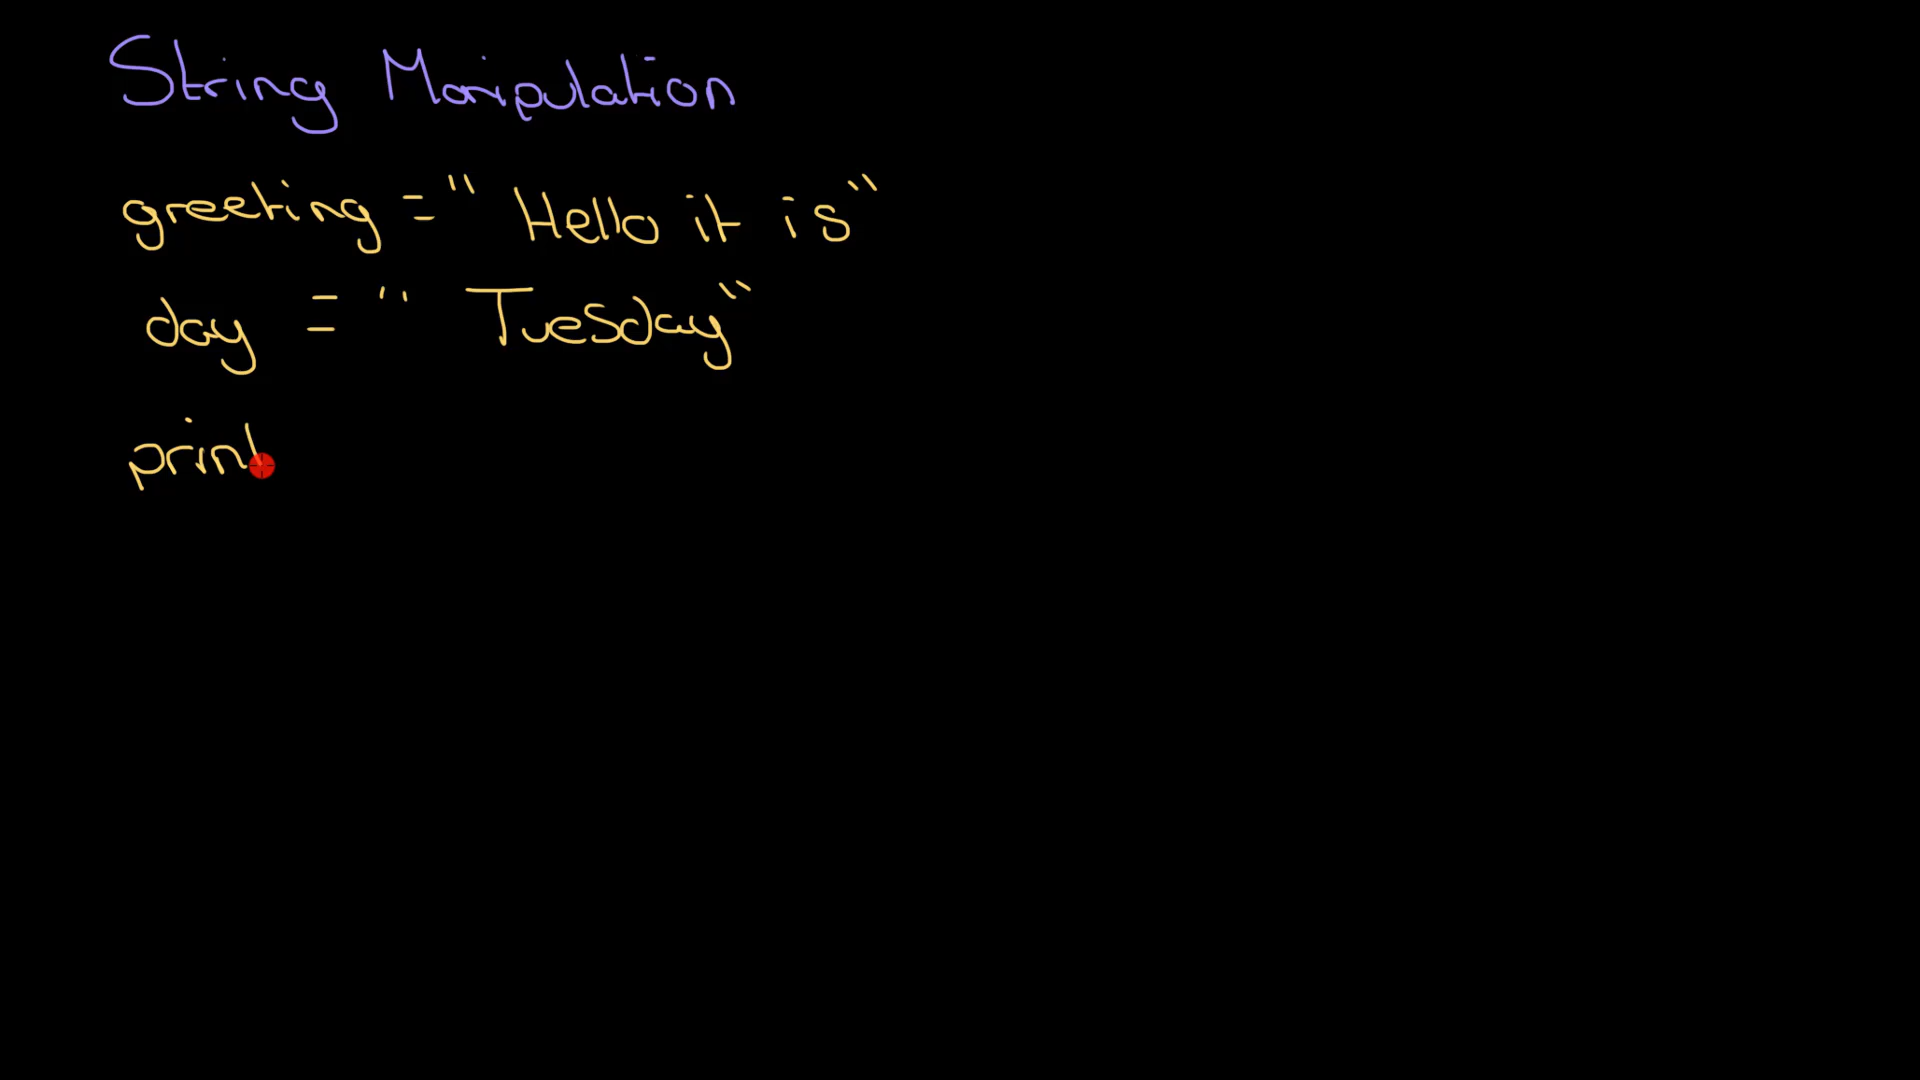 String Manipulation
greeting = "Hello it is"
day = " Tuesday"
print